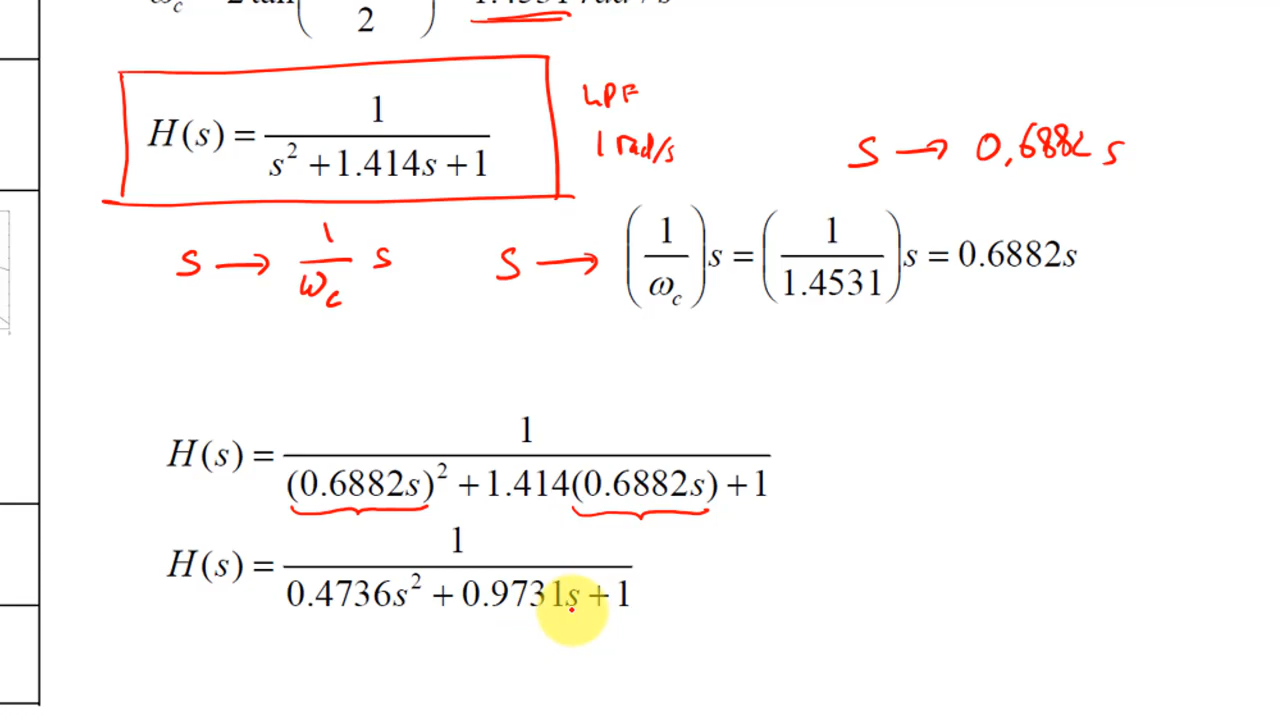 2
H(s) = 1 / (s² + 1.414s + 1)
LPF
1 rad/s
s → 0.6882 s
s → 1/ω_c s
s → (1/ω_c)s = (1/1.4531)s = 0.6882s
H(s) = 1 / ((0.6882s)² + 1.414(0.6882s) + 1)
H(s) = 1 / (0.4736s² + 0.9731s + 1)